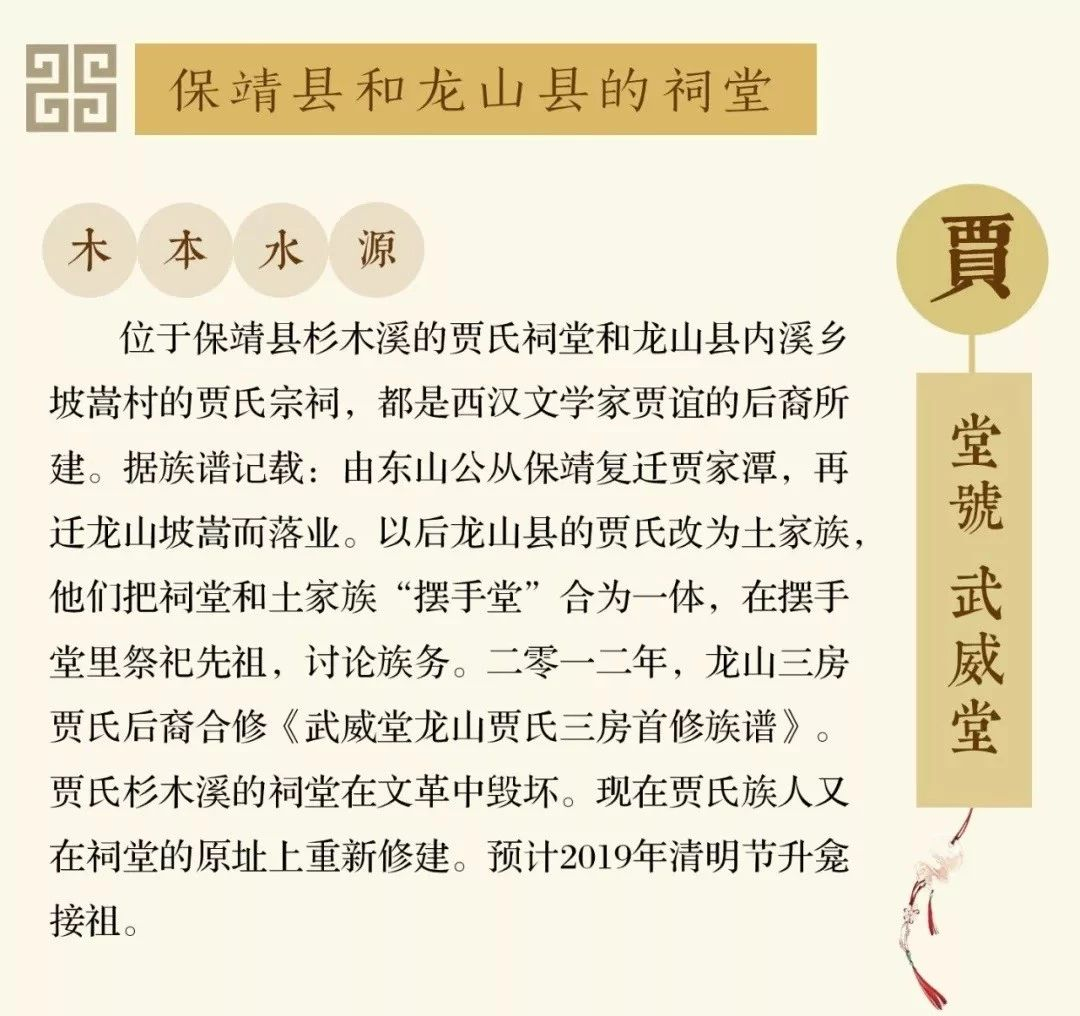 保靖县和龙山县的祠堂
木本水源
位于保靖县杉木溪的贾氏祠堂和龙山县内溪乡
坡嵩村的贾氏宗祠，都是西汉文学家贾谊的后裔所
建。据族谱记载：由东山公从保靖复迁贾家潭，再
迁龙山坡嵩而落业。以后龙山县的贾氏改为土家族，
他们把祠堂和土家族“摆手堂”合为一体，在摆手
堂里祭祀先祖，讨论族务。二零一二年，龙山三房
贾氏后裔合修《武威堂龙山贾氏三房首修族谱》。
贾氏杉木溪的祠堂在文革中毁坏。现在贾氏族人又
在祠堂的原址上重新修建。预计2019年清明节升龛
接祖。
賈
堂號 武威堂